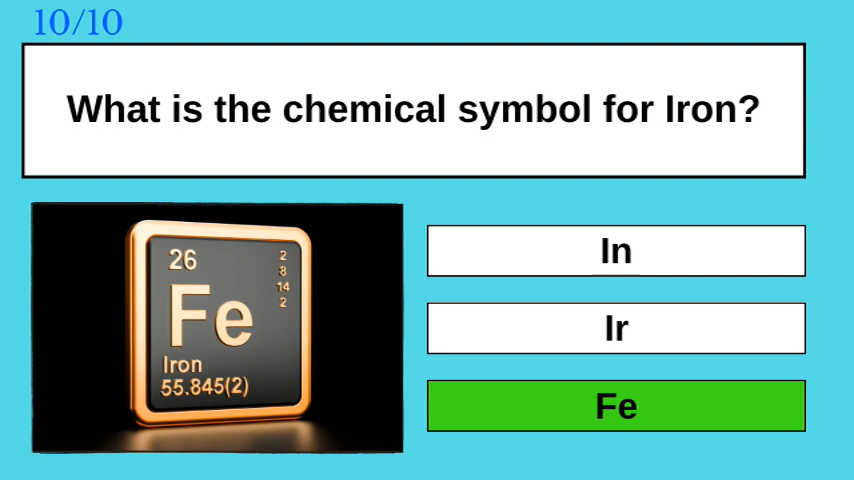 10/10
What is the chemical symbol for Iron?
26
2
8
14
2
Fe
Iron
55.845(2)
In
Ir
Fe